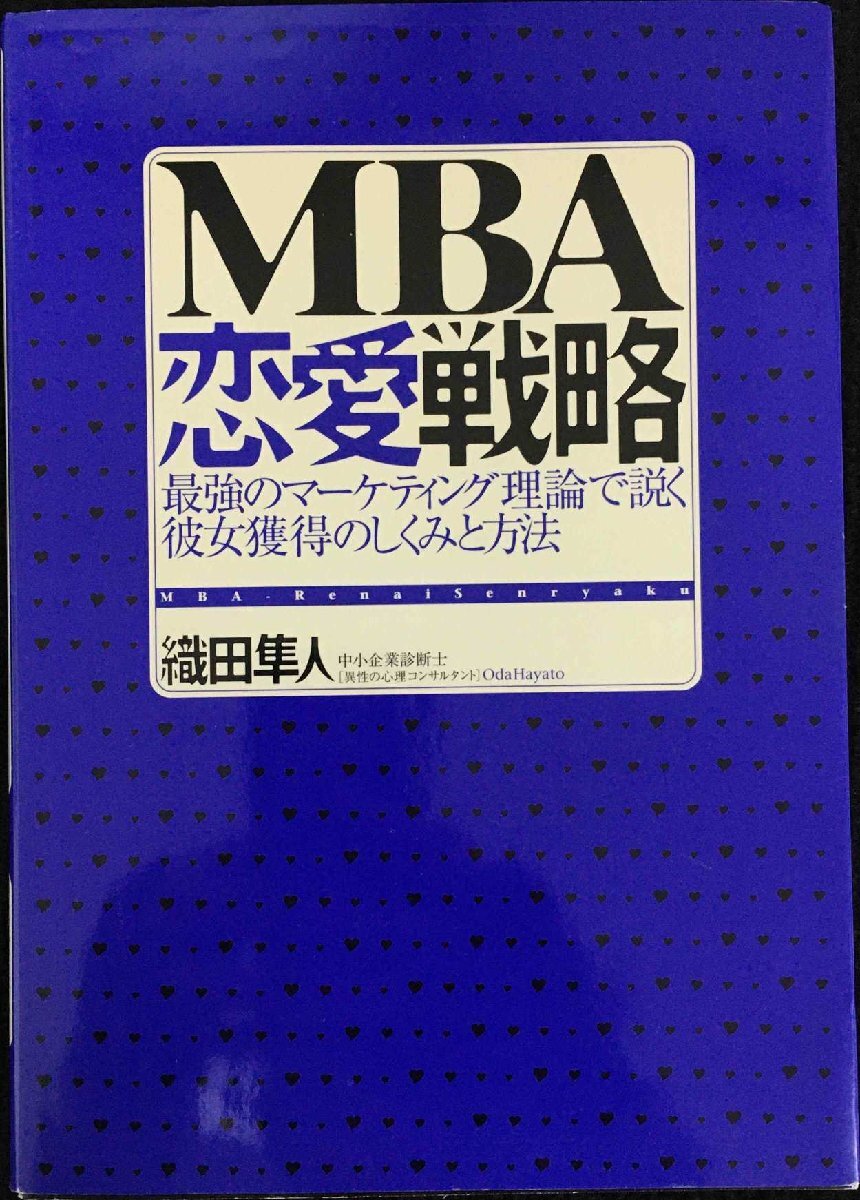 MBA
恋愛戦略
最強のマーケティング理論で説く
彼女獲得のしくみと方法
MBA-RenaiSenryaku
織田隼人 中小企業診断士
[異性の心理コンサルタント] OdaHayato